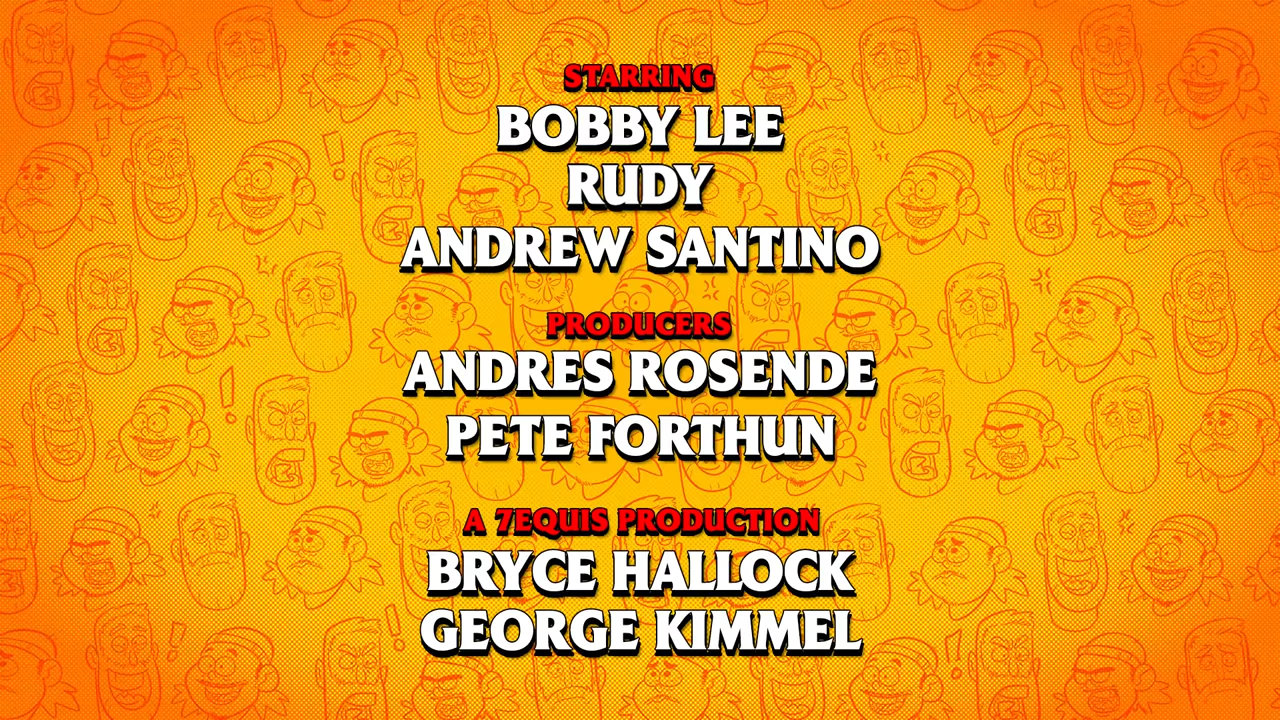 STARRING
BOBBY LEE
RUDY
ANDREW SANTINO
PRODUCERS
ANDRES ROSENDE
PETE FORTHUN
A 7EQUIS PRODUCTION
BRYCE HALLOCK
GEORGE KIMMEL